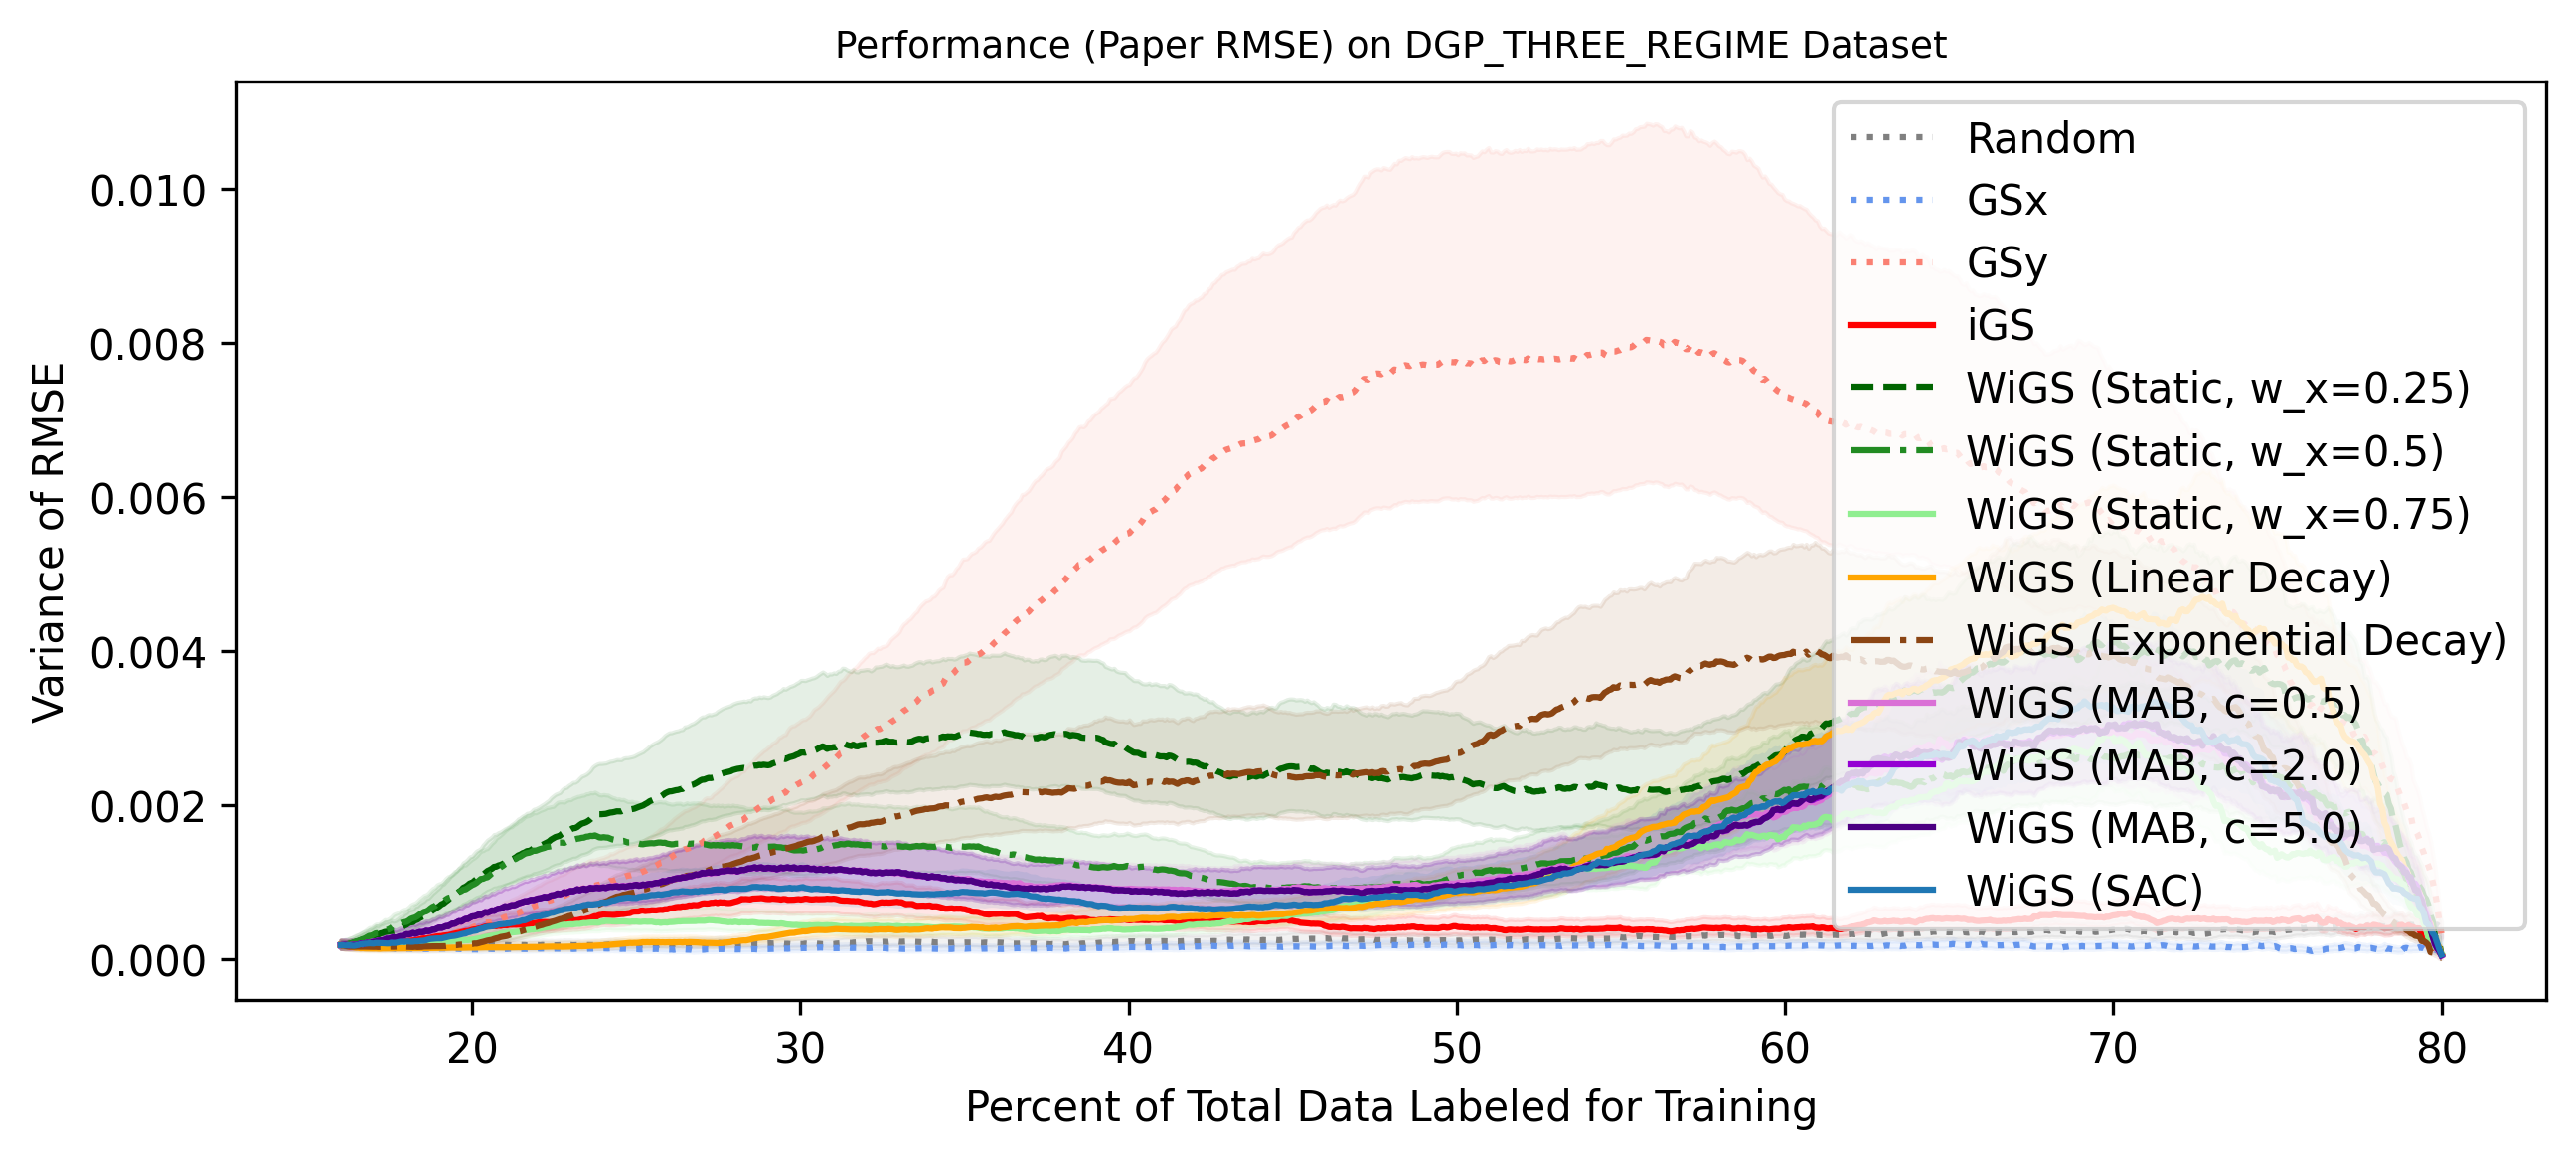 Performance (Paper RMSE) on DGP_THREE_REGIME Dataset
Variance of RMSE
0.010
0.008
0.006
0.004
0.002
0.000
20
30
40
50
60
70
80
Percent of Total Data Labeled for Training
Random
GSx
GSy
iGS
WiGS (Static, w_x=0.25)
WiGS (Static, w_x=0.5)
WiGS (Static, w_x=0.75)
WiGS (Linear Decay)
WiGS (Exponential Decay)
WiGS (MAB, c=0.5)
WiGS (MAB, c=2.0)
WiGS (MAB, c=5.0)
WiGS (SAC)